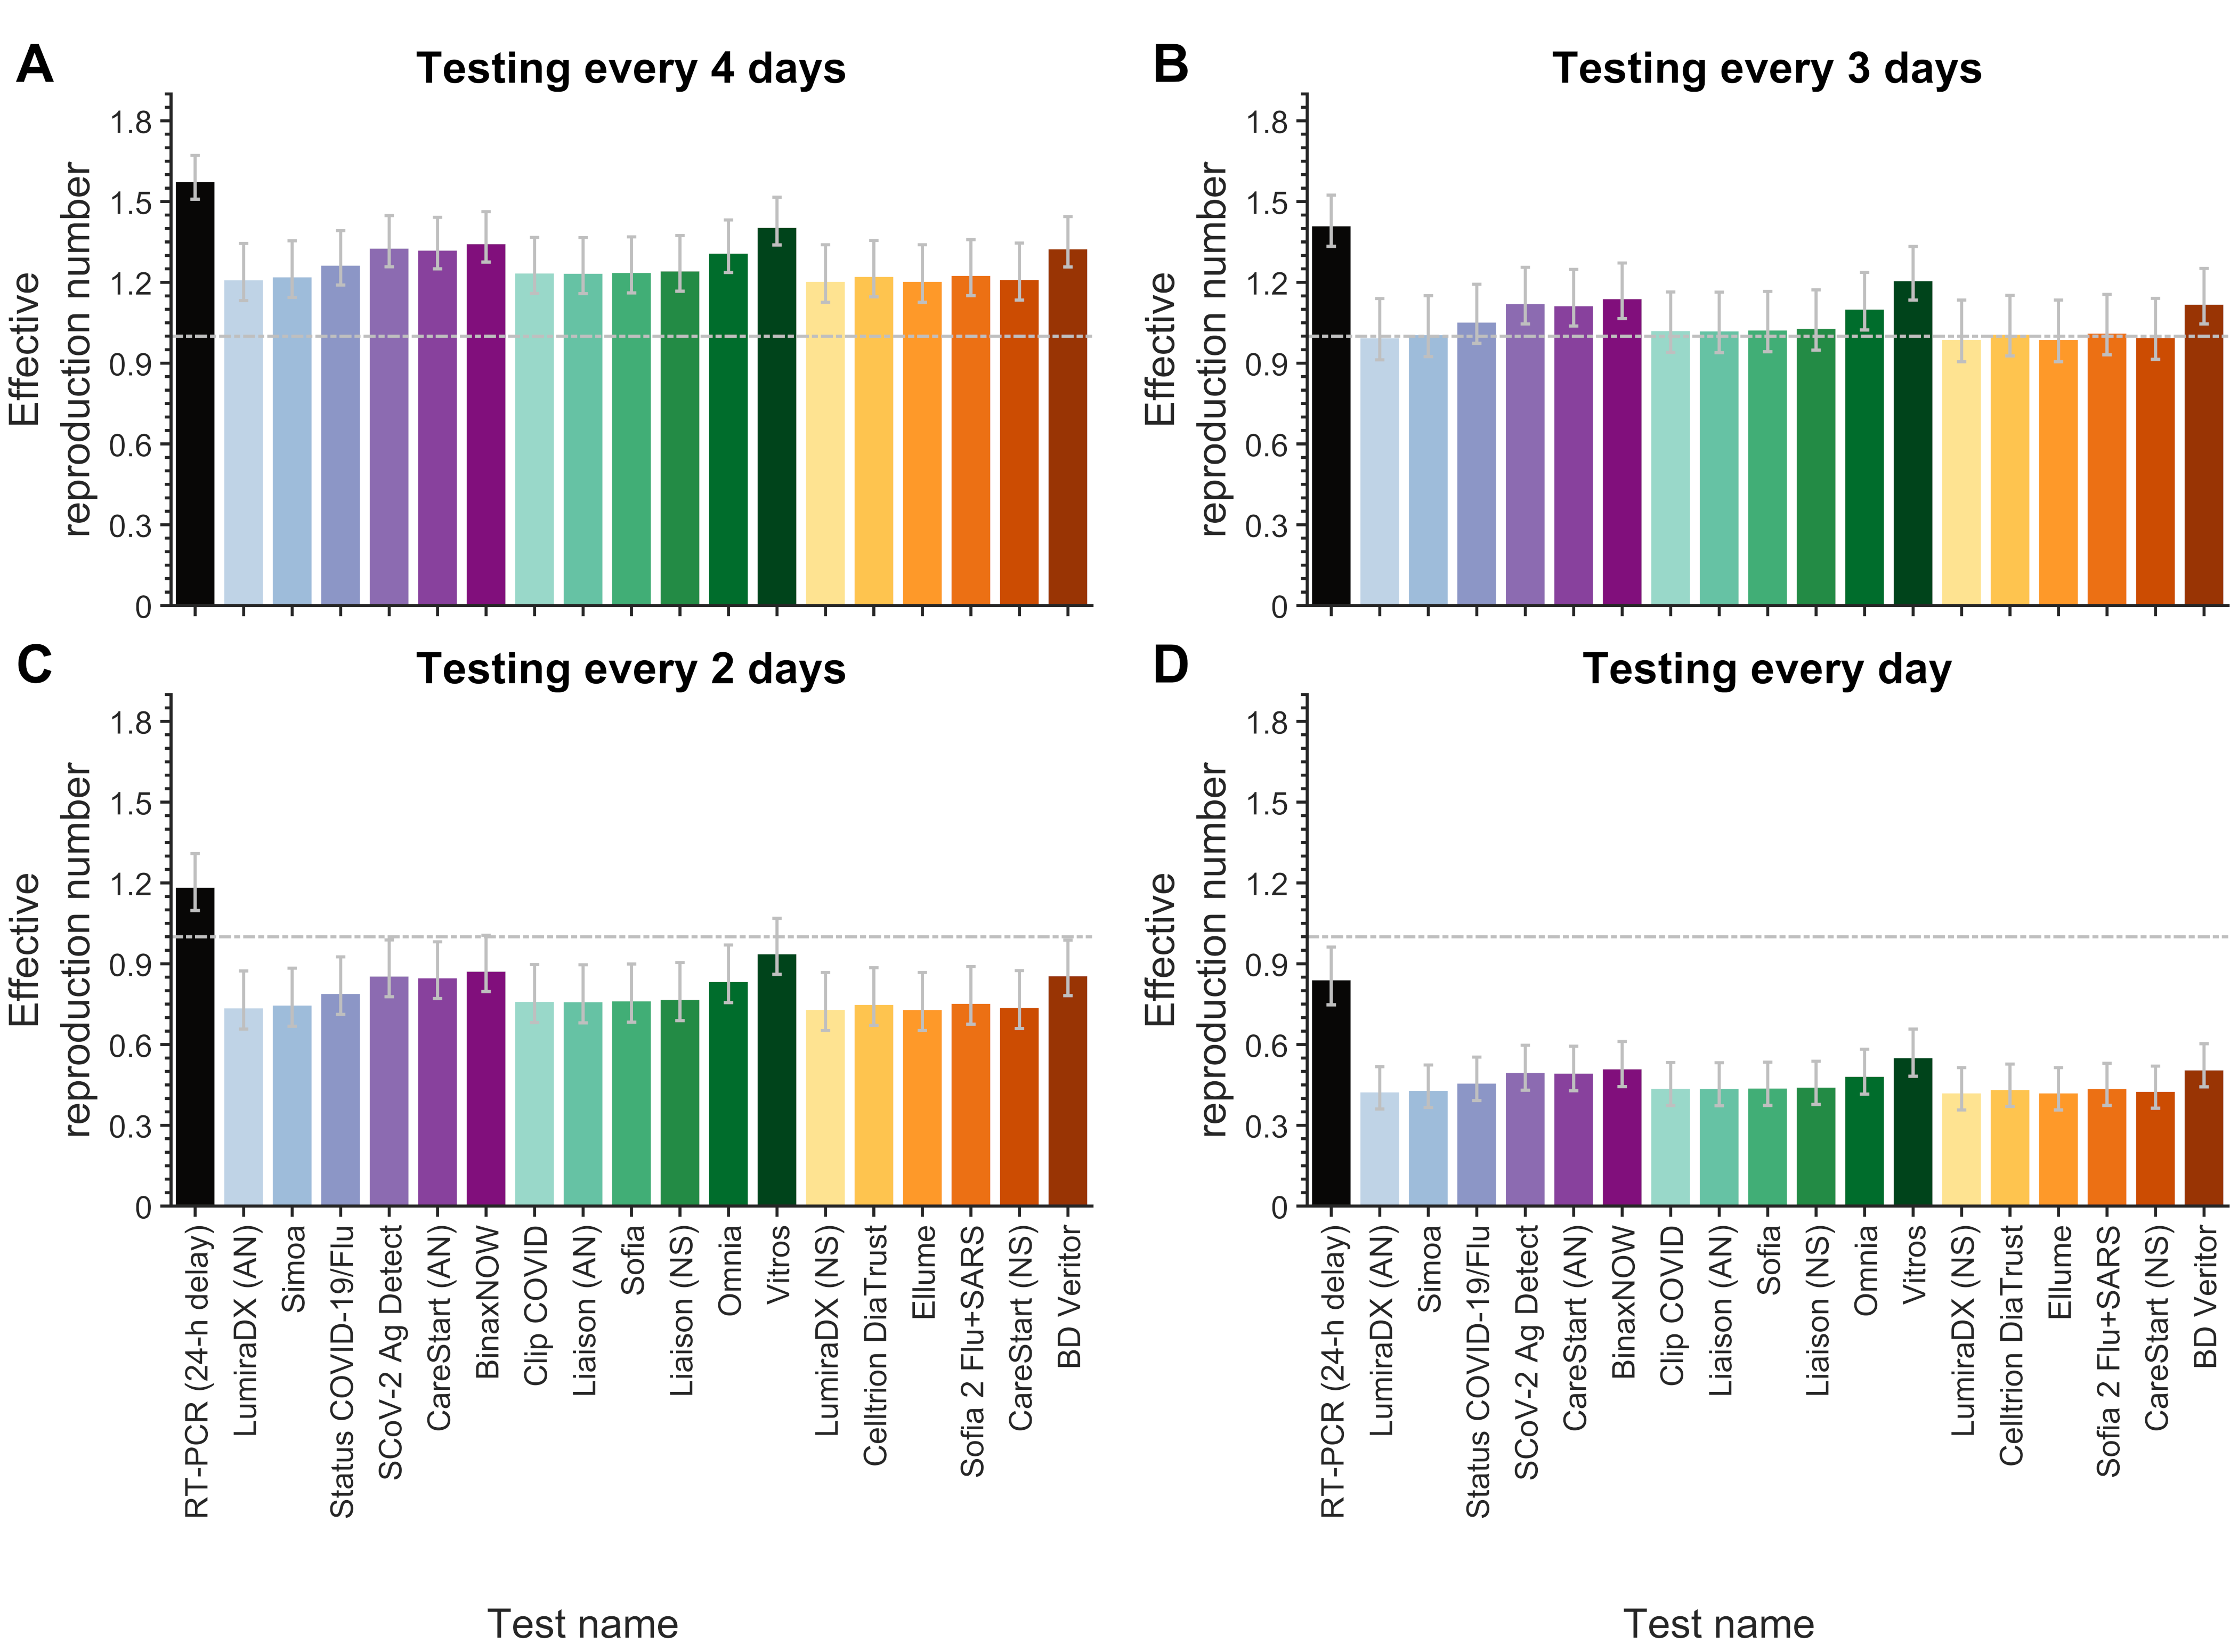 A
Testing every 4 days
Effective
reproduction number
1.8
1.5
1.2
0.9
0.6
0.3
0
B
Testing every 3 days
Effective
reproduction number
1.8
1.5
1.2
0.9
0.6
0.3
0
C
Testing every 2 days
Effective
reproduction number
1.8
1.5
1.2
0.9
0.6
0.3
0
RT-PCR (24-h delay)
LumiraDX (AN)
Simoa
Status COVID-19/Flu
SCoV-2 Ag Detect
CareStart (AN)
BinaxNOW
Clip COVID
Liaison (AN)
Sofia
Liaison (NS)
Omnia
Vitros
LumiraDX (NS)
Celltrion DiaTrust
Ellume
Sofia 2 Flu+SARS
CareStart (NS)
BD Veritor
Test name
D
Testing every day
Effective
reproduction number
1.8
1.5
1.2
0.9
0.6
0.3
0
RT-PCR (24-h delay)
LumiraDX (AN)
Simoa
Status COVID-19/Flu
SCoV-2 Ag Detect
CareStart (AN)
BinaxNOW
Clip COVID
Liaison (AN)
Sofia
Liaison (NS)
Omnia
Vitros
LumiraDX (NS)
Celltrion DiaTrust
Ellume
Sofia 2 Flu+SARS
CareStart (NS)
BD Veritor
Test name